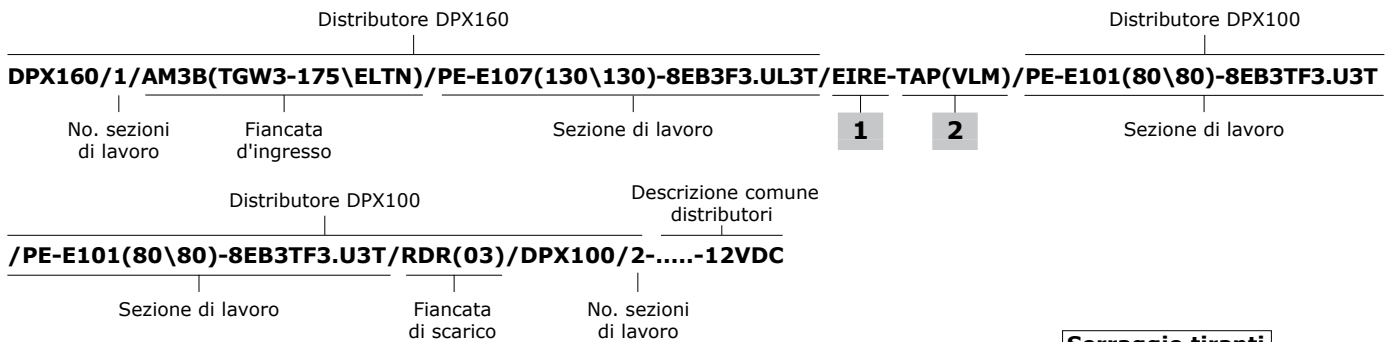 Distributore DPX160 Distributore DPX100
DPX160/1/AM3B(TGW3-175\ELTN)/PE-E107(130\130)-8EB3F3.UL3T/EIRE-TAP(VLM)/PE-E101(80\80)-8EB3TF3.U3T
No. sezioni di lavoro
Fiancata d'ingresso
Sezione di lavoro
1
2
Sezione di lavoro
Distributore DPX100
Descrizione comune distributori
/PE-E101(80\80)-8EB3TF3.U3T/RDR(03)/DPX100/2-.....-12VDC
Sezione di lavoro
Fiancata di scarico
No. sezioni di lavoro
Serraggio tiranti